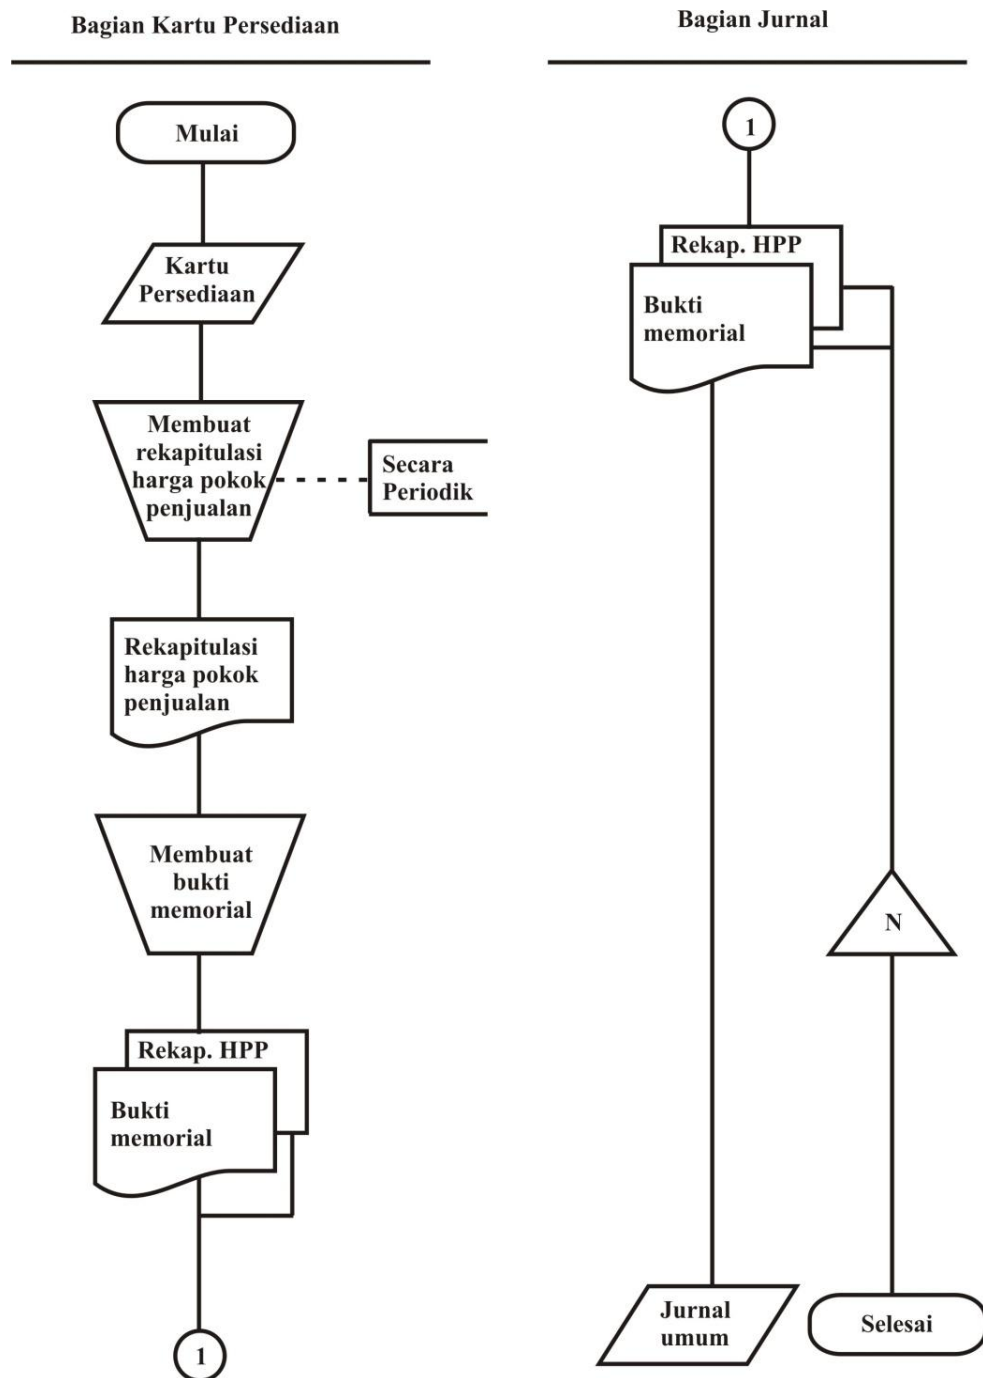 Bagian Kartu Persediaan
Mulai
Kartu
Persediaan
Membuat
rekapitulasi
harga pokok
penjualan
Secara
Periodik
Rekapitulasi
harga pokok
penjualan
Membuat
bukti
memorial
Rekap. HPP
Bukti
memorial
1
Bagian Jurnal
1
Rekap. HPP
Bukti
memorial
N
Jurnal
umum
Selesai